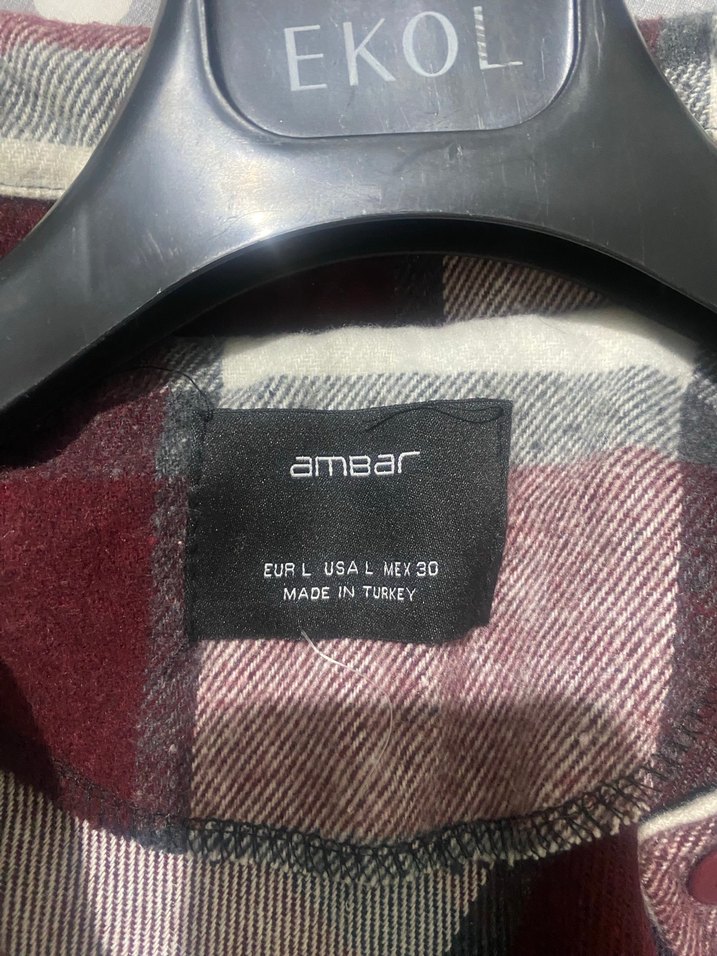 EKOL
ambar
EUR L USA L MEX 30
MADE IN TURKEY